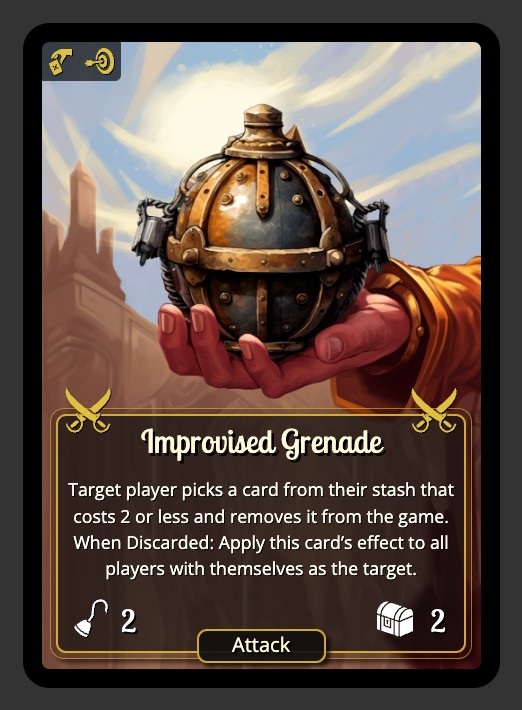 Improvised Grenade
Target player picks a card from their stash that
costs 2 or less and removes it from the game.
When Discarded: Apply this card's effect to all
players with themselves as the target.
2
2
Attack